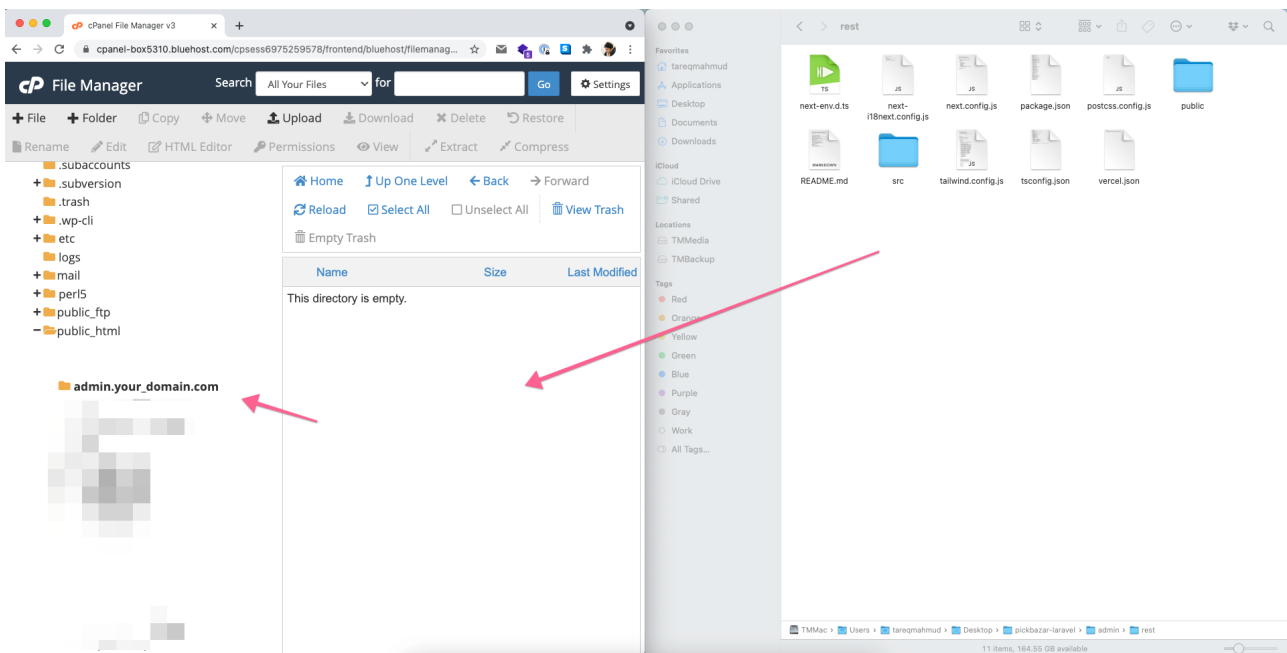 cPanel File Manager v3
cpanel-box5310.bluehost.com/cpsess6975259578/frontend/bluehost/filemanag...
cP File Manager
Search All Your Files for Go Settings
File Folder Copy Move Upload Download Delete Restore
Rename Edit HTML Editor Permissions View Extract Compress
.subaccounts
.subversion
.trash
.wp-cli
etc
logs
mail
perl5
public_ftp
public_html
admin.your_domain.com
Home Up One Level Back Forward
Reload Select All Unselect All View Trash
Empty Trash
Name Size Last Modified
This directory is empty.
rest
Favorites
tareqmahmud
Applications
Desktop
Documents
Downloads
iCloud
iCloud Drive
Shared
Locations
TMMedia
TMBackup
Tags
Red
Orange
Yellow
Green
Blue
Purple
Gray
Work
All Tags...
TS JS JS JS
next-env.d.ts next- next.config.js package.json postcss.config.js public
i18next.config.js
MARKDOWN JS
README.md src tailwind.config.js tsconfig.json vercel.json
TMMac › Users › tareqmahmud › Desktop › pickbazar-laravel › admin › rest
11 items, 164.55 GB available